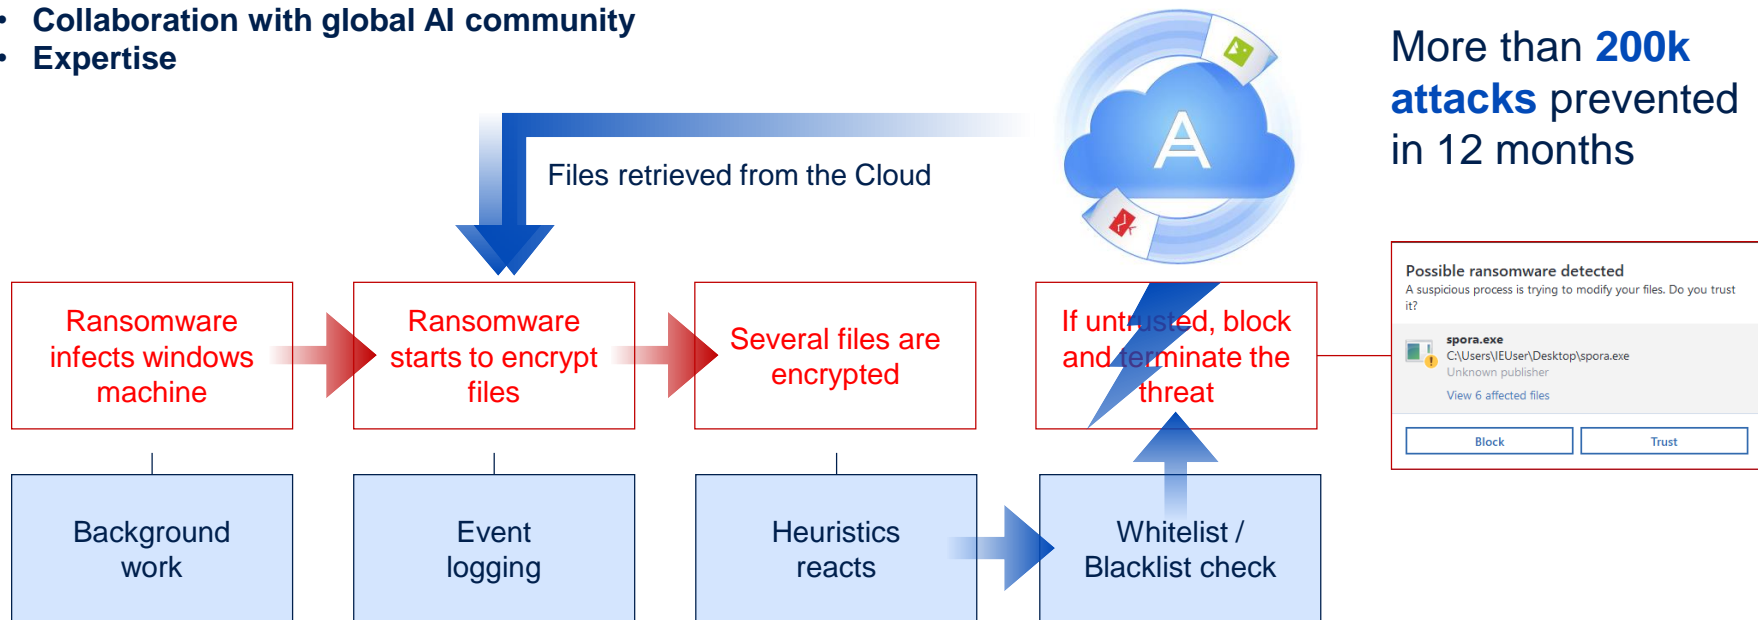 • Collaboration with global AI community
• Expertise
More than 200k
attacks prevented
in 12 months
Files retrieved from the Cloud
A
Ransomware
infects windows
machine
Ransomware
starts to encrypt
files
Several files are
encrypted
If untrusted, block
and terminate the
threat
Possible ransomware detected
A suspicious process is trying to modify your files. Do you trust
it?
spora.exe
C:\Users\IEUser\Desktop\spora.exe
Unknown publisher
View 6 affected files
Block
Trust
Background
work
Event
logging
Heuristics
reacts
Whitelist /
Blacklist check